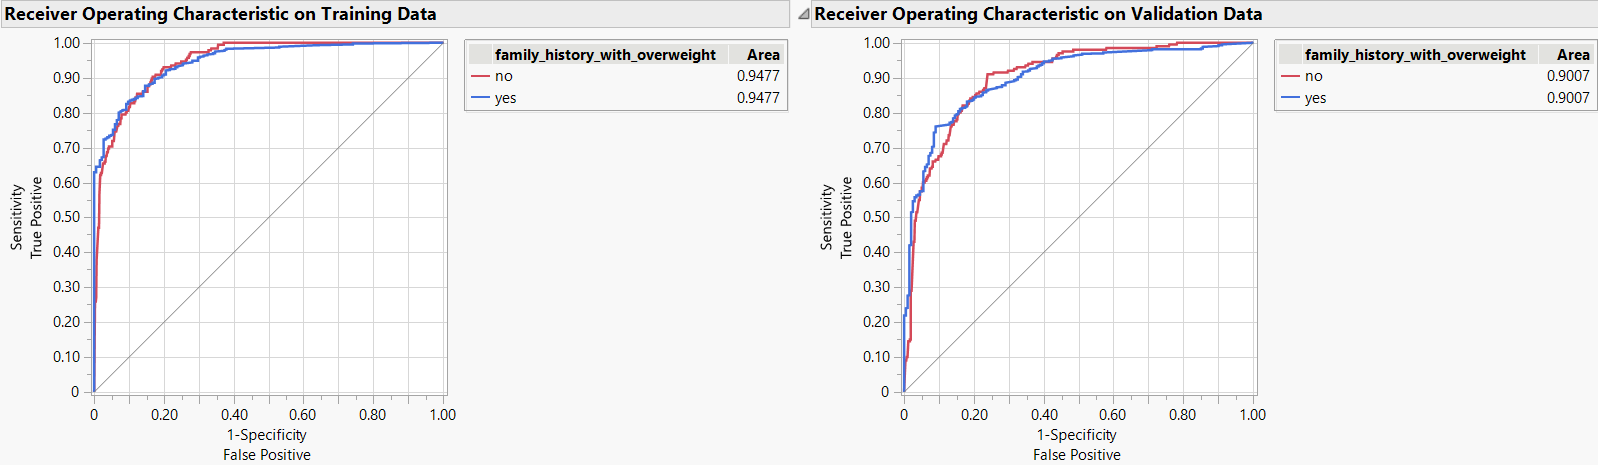 Receiver Operating Characteristic on Training Data
1.00
0.90
0.80
0.70
0.60
0.50
0.40
0.30
0.20
0.10
0
Sensitivity
True Positive
0 0.20 0.40 0.60 0.80 1.00
1-Specificity
False Positive
family_history_with_overweight Area
no 0.9477
yes 0.9477
Receiver Operating Characteristic on Validation Data
1.00
0.90
0.80
0.70
0.60
0.50
0.40
0.30
0.20
0.10
0
Sensitivity
True Positive
0 0.20 0.40 0.60 0.80 1.00
1-Specificity
False Positive
family_history_with_overweight Area
no 0.9007
yes 0.9007